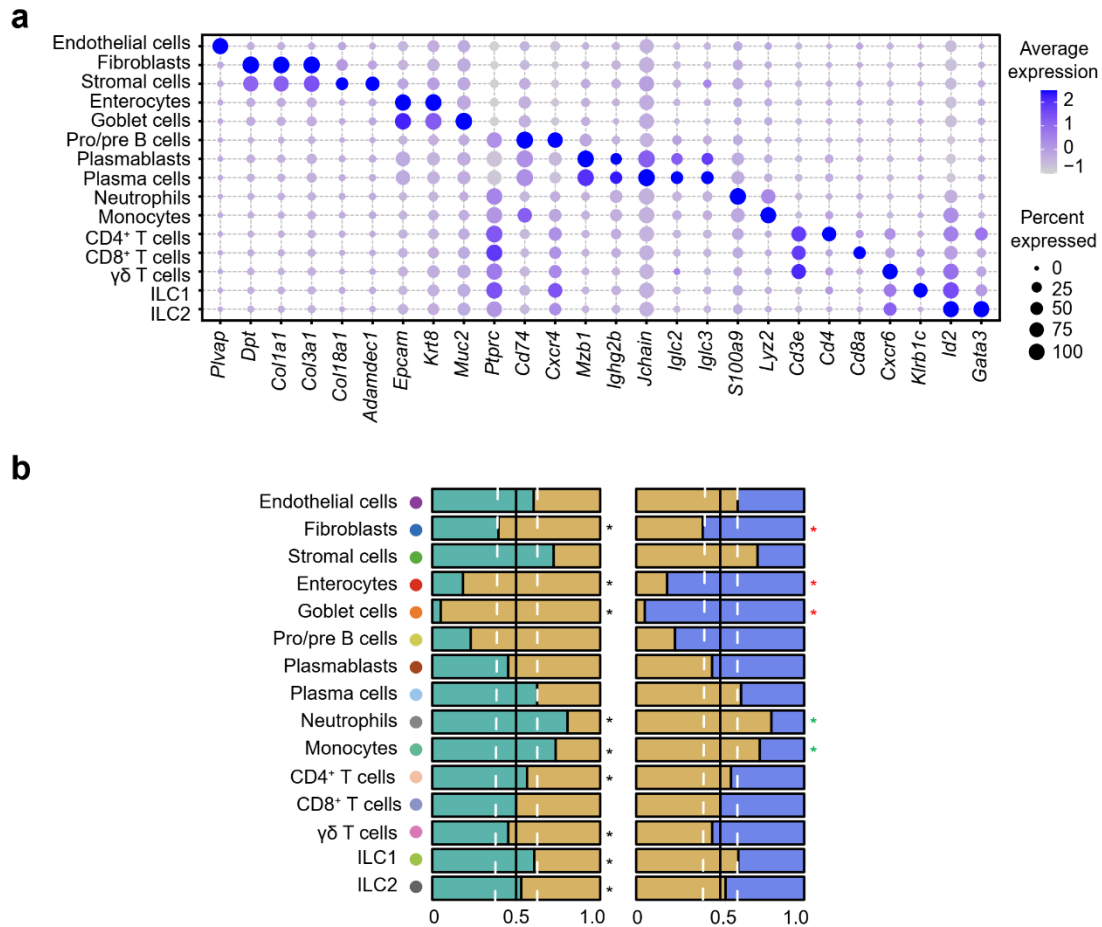 a
Endothelial cells
Fibroblasts
Stromal cells
Enterocytes
Goblet cells
Pro/pre B cells
Plasmablasts
Plasma cells
Neutrophils
Monocytes
CD4⁺ T cells
CD8⁺ T cells
γδ T cells
ILC1
ILC2
Plvap
Dpt
Col1a1
Col3a1
Col18a1
Adamdec1
Epcam
Krt8
Muc2
Ptprc
Cd74
Cxcr4
Mzb1
Ighg2b
Jchain
Iglc2
Iglc3
S100a9
Lyz2
Cd3e
Cd4
Cd8a
Cxcr6
Klrb1c
Id2
Gata3
Average
expression
2
1
0
−1
Percent
expressed
0
25
50
75
100
b
Endothelial cells
Fibroblasts * *
Stromal cells
Enterocytes * *
Goblet cells * *
Pro/pre B cells
Plasmablasts
Plasma cells
Neutrophils * *
Monocytes * *
CD4⁺ T cells *
CD8⁺ T cells
γδ T cells *
ILC1 *
ILC2 *
0 0.5 1.0 0 0.5 1.0